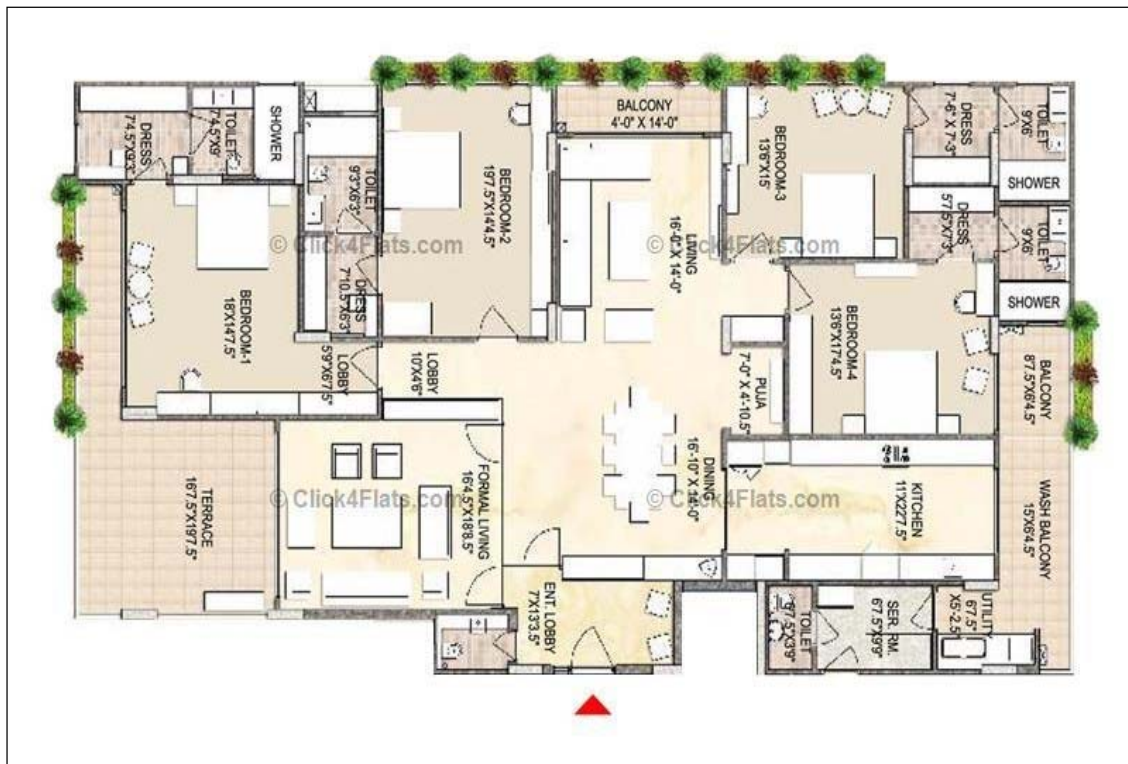 SHOWER
TOILET
7'4.5"X9'
DRESS
7'4.5"X9'3"
TOILET
9'3"X6'3"
DRESS
7'10.5"X6'3"
BEDROOM-2
19'7.5"X14'4.5"
BALCONY
4'-0" X 14'-0"
LIVING
16'-0" X 14'-0"
BEDROOM-3
13'6"X15'
DRESS
7'-6" X 7'-3"
TOILET
9'X6'
SHOWER
DRESS
5'7.5"X7'3"
TOILET
9'X6'
SHOWER
© Click4Flats.com
© Click4Flats.com
BEDROOM-1
18'X14'7.5"
LOBBY
5'9"X6'7.5"
LOBBY
10'X4'6"
PUJA
7'-0" X 4'-10.5"
BEDROOM-4
13'6"X17'4.5"
BALCONY
8'7.5"X6'4.5"
TERRACE
16'7.5"X19'7.5"
FORMAL LIVING
16'4.5"X18'8.5"
DINING
16'-10" X 14'-0"
KITCHEN
11'X22'7.5"
WASH BALCONY
15'X6'4.5"
© Click4Flats.com
© Click4Flats.com
ENT. LOBBY
7'X13'3.5"
TOILET
6'7.5"X3'9"
SER. RM.
6'7.5"X9'9"
UTILITY
6'7.5"
X5'-2.5"